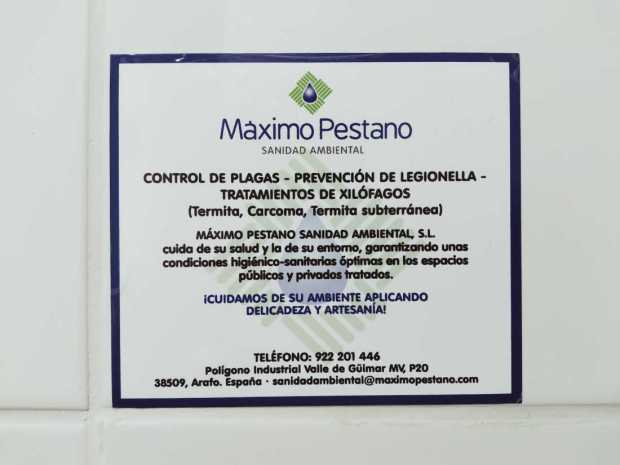 Máximo Pestano
SANIDAD AMBIENTAL
CONTROL DE PLAGAS - PREVENCIÓN DE LEGIONELLA -
TRATAMIENTOS DE XILÓFAGOS
(Termita, Carcoma, Termita subterránea)
MÁXIMO PESTANO SANIDAD AMBIENTAL, S.L.
cuida de su salud y la de su entorno, garantizando unas
condiciones higiénico-sanitarias óptimas en los espacios
públicos y privados tratados.
¡CUIDAMOS DE SU AMBIENTE APLICANDO
DELICADEZA Y ARTESANÍA!
TELÉFONO: 922 201 446
Polígono Industrial Valle de Güímar MV, P20
38509, Arafo. España · sanidadambiental@maximopestano.com